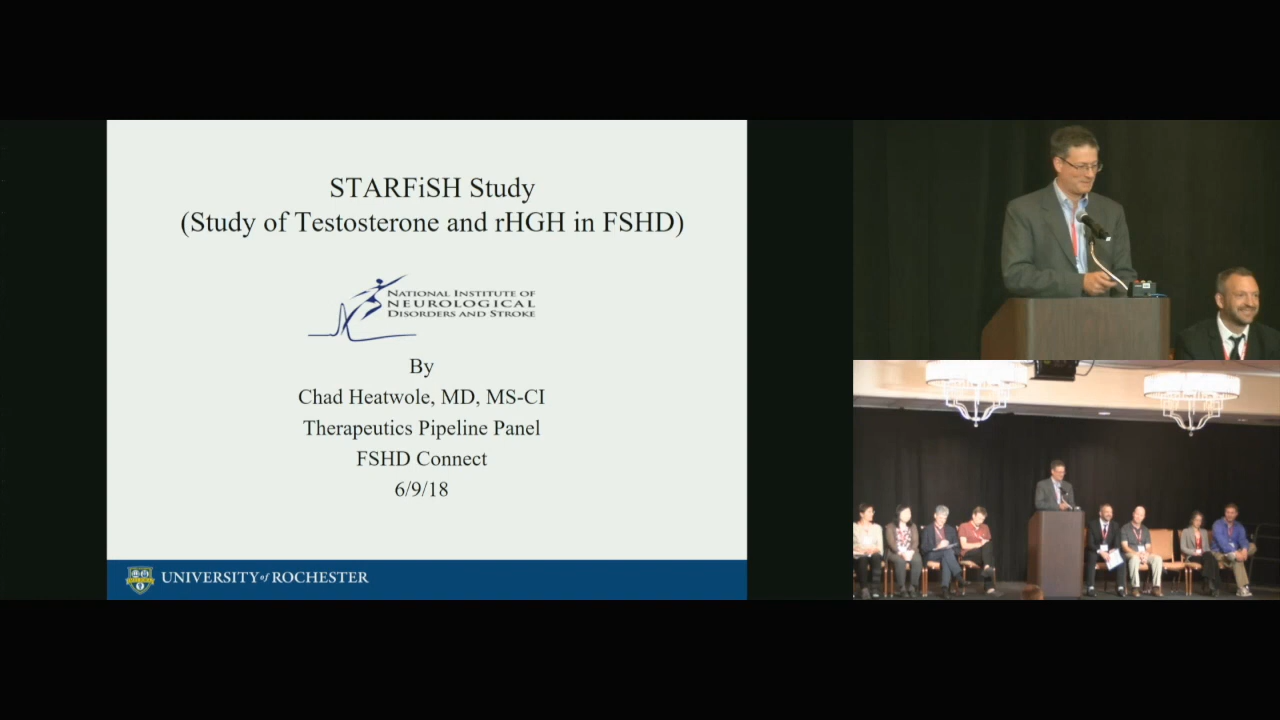 STARFiSH Study
(Study of Testosterone and rHGH in FSHD)
NATIONAL INSTITUTE OF
NEUROLOGICAL
DISORDERS AND STROKE
By
Chad Heatwole, MD, MS-CI
Therapeutics Pipeline Panel
FSHD Connect
6/9/18
UNIVERSITY of ROCHESTER